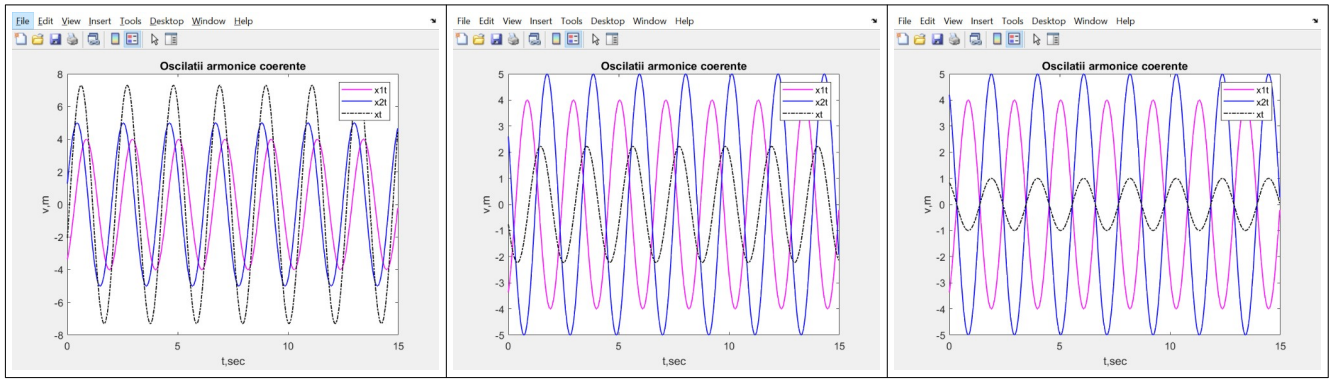 File Edit View Insert Tools Desktop Window Help
Oscilatii armonice coerente
x1t
x2t
xt
8
6
4
2
0
-2
-4
-6
-8
v,m
0 5 10 15
t,sec
File Edit View Insert Tools Desktop Window Help
Oscilatii armonice coerente
x1t
x2t
xt
5
4
3
2
1
0
-1
-2
-3
-4
-5
v,m
0 5 10 15
t,sec
File Edit View Insert Tools Desktop Window Help
Oscilatii armonice coerente
x1t
x2t
xt
5
4
3
2
1
0
-1
-2
-3
-4
-5
v,m
0 5 10 15
t,sec